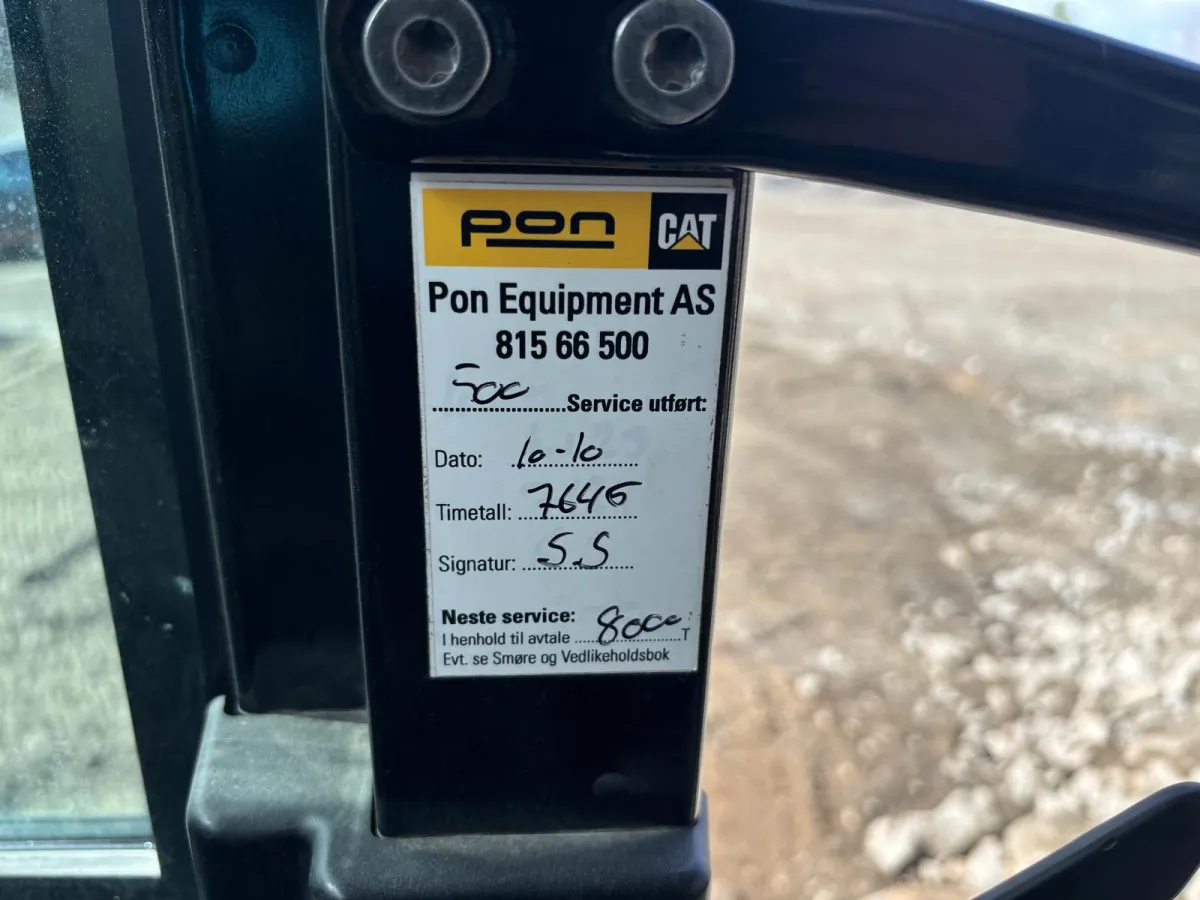 pon CAT
Pon Equipment AS
815 66 500
500 Service utført:
Dato: 10-10
Timetall: 7646
Signatur: S.S
Neste service:
I henhold til avtale 8000 T
Evt. se Smøre og Vedlikeholdsbok